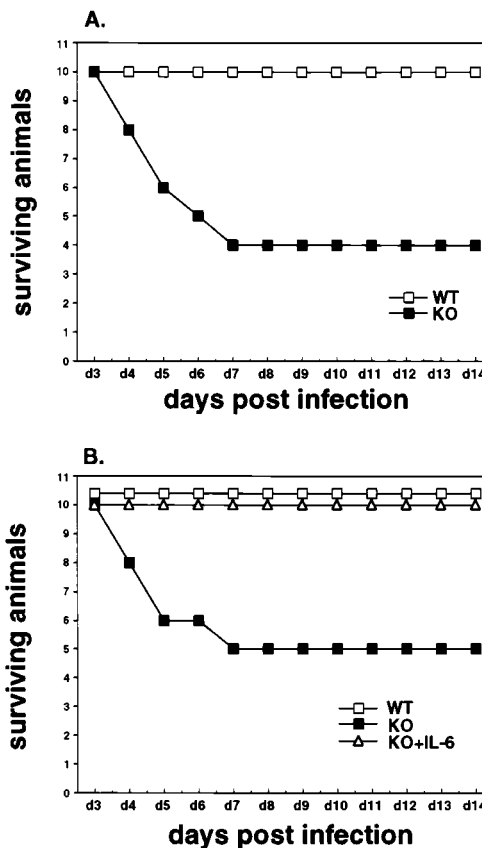 A.
11
10
9
8
7
6
5
4
3
2
1
0
surviving animals
WT
KO
d3 d4 d5 d6 d7 d8 d9 d10 d11 d12 d13 d14
days post infection
B.
11
10
9
8
7
6
5
4
3
2
1
0
surviving animals
WT
KO
KO+IL-6
d3 d4 d5 d6 d7 d8 d9 d10 d11 d12 d13 d14
days post infection